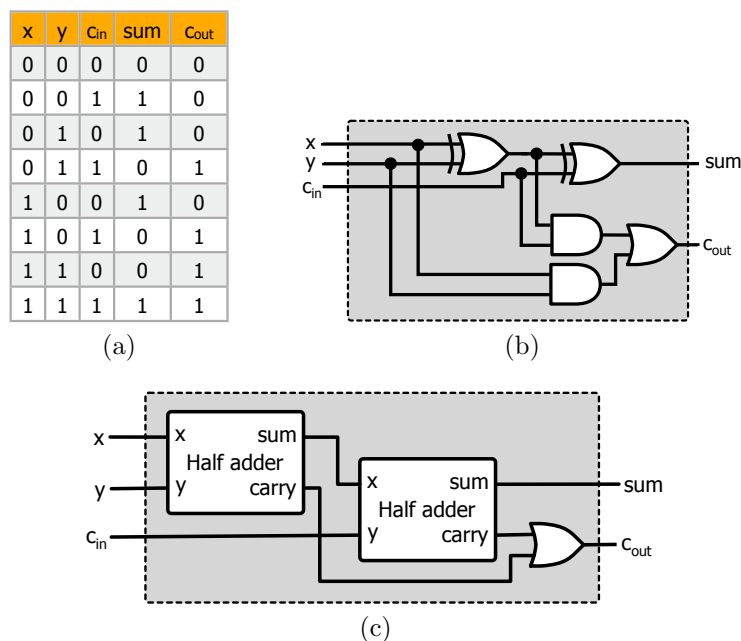 x y cin sum cout
0 0 0 0 0
0 0 1 1 0
0 1 0 1 0
0 1 1 0 1
1 0 0 1 0
1 0 1 0 1
1 1 0 0 1
1 1 1 1 1
(a)
x
y
cin
sum
cout
(b)
x
y
cin
x
y
sum
Half adder
carry
x
y
sum
Half adder
carry
sum
cout
(c)